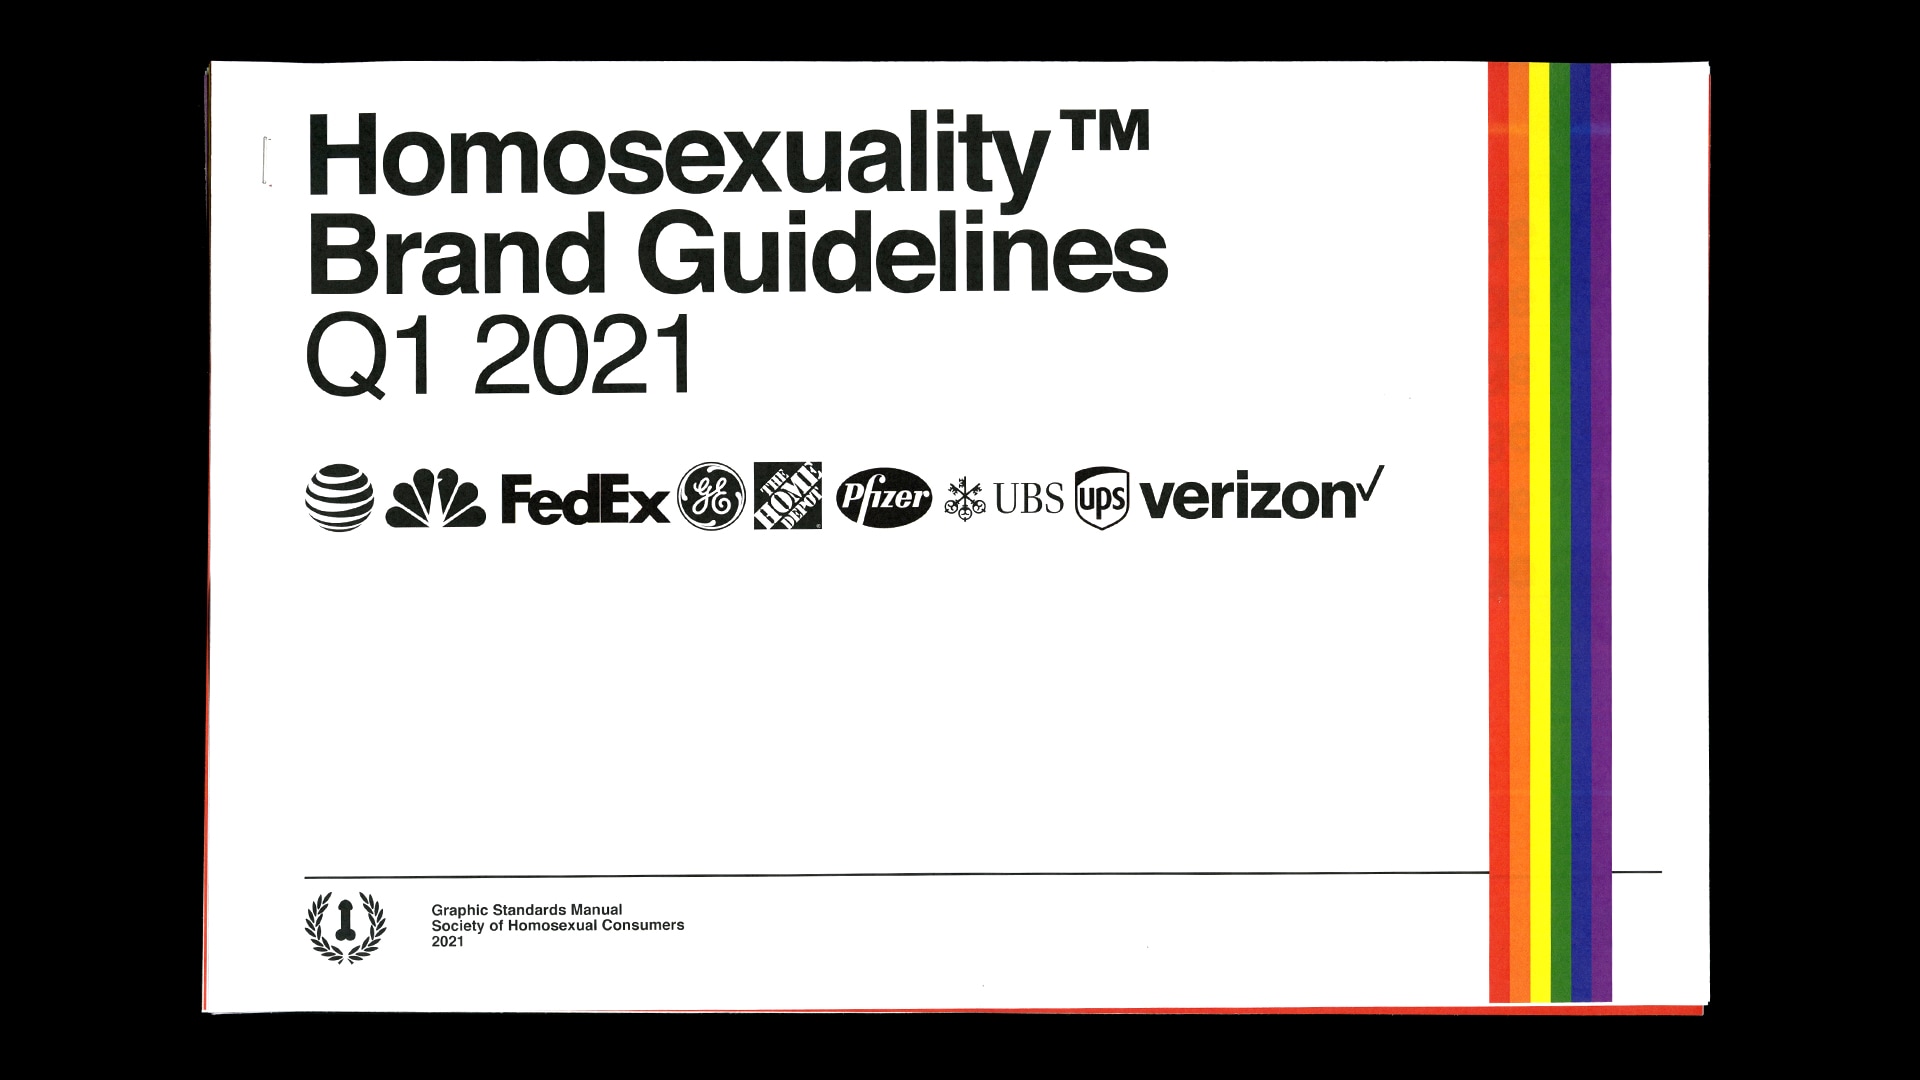 Homosexuality™
Brand Guidelines
Q1 2021
FedEx GE THE HOME DEPOT Pfizer UBS ups verizon✓
Graphic Standards Manual
Society of Homosexual Consumers
2021